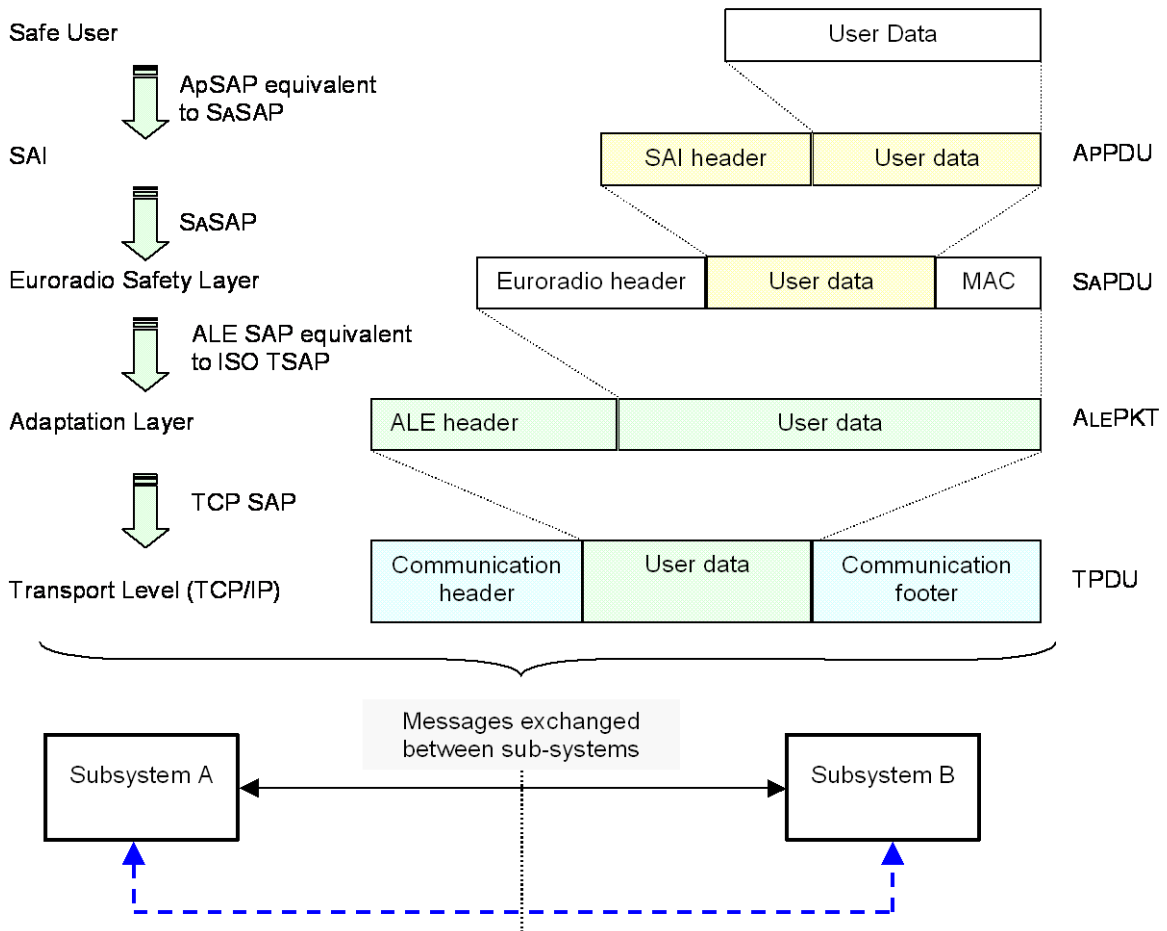 Safe User
User Data
ApSAP equivalent
to SASAP
SAI
SAI header
User data
APPDU
SASAP
Euroradio Safety Layer
Euroradio header
User data
MAC
SAPDU
ALE SAP equivalent
to ISO TSAP
Adaptation Layer
ALE header
User data
ALEPKT
TCP SAP
Transport Level (TCP/IP)
Communication
header
User data
Communication
footer
TPDU
Messages exchanged
between sub-systems
Subsystem A
Subsystem B